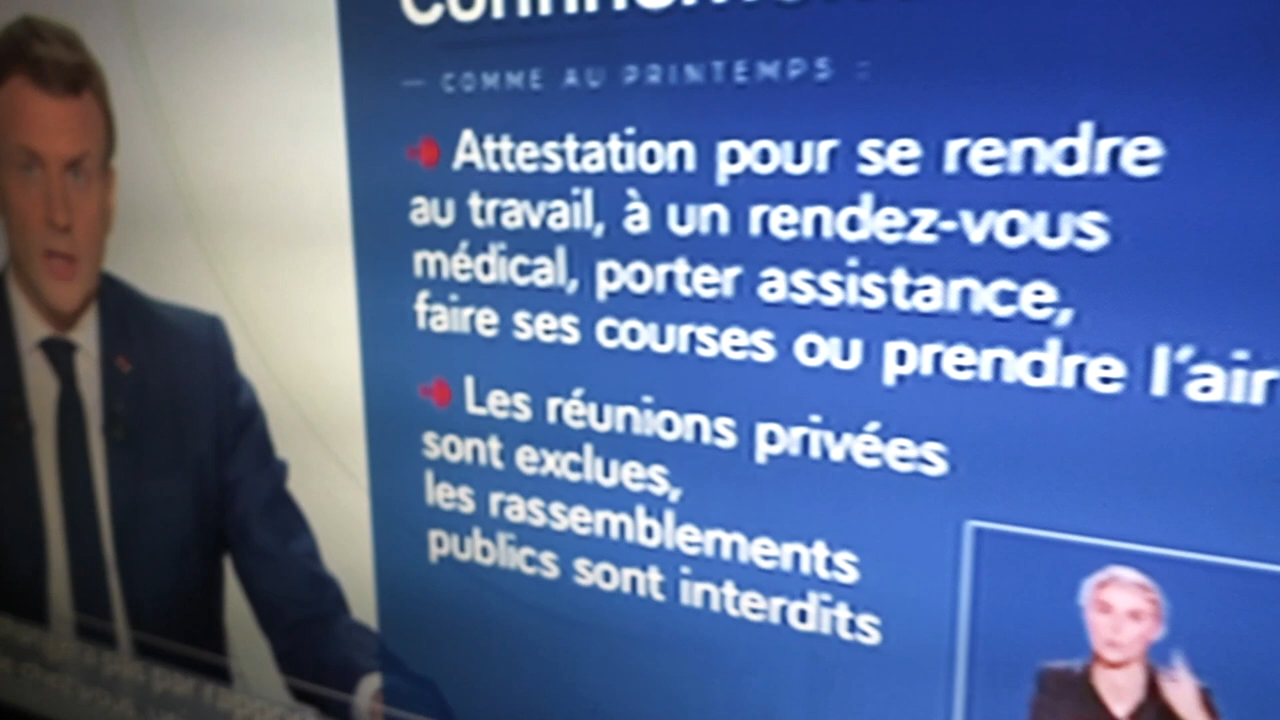 — COMME AU PRINTEMPS :
Attestation pour se rendre
au travail, à un rendez-vous
médical, porter assistance,
faire ses courses ou prendre l'air
Les réunions privées
sont exclues,
les rassemblements
publics sont interdits